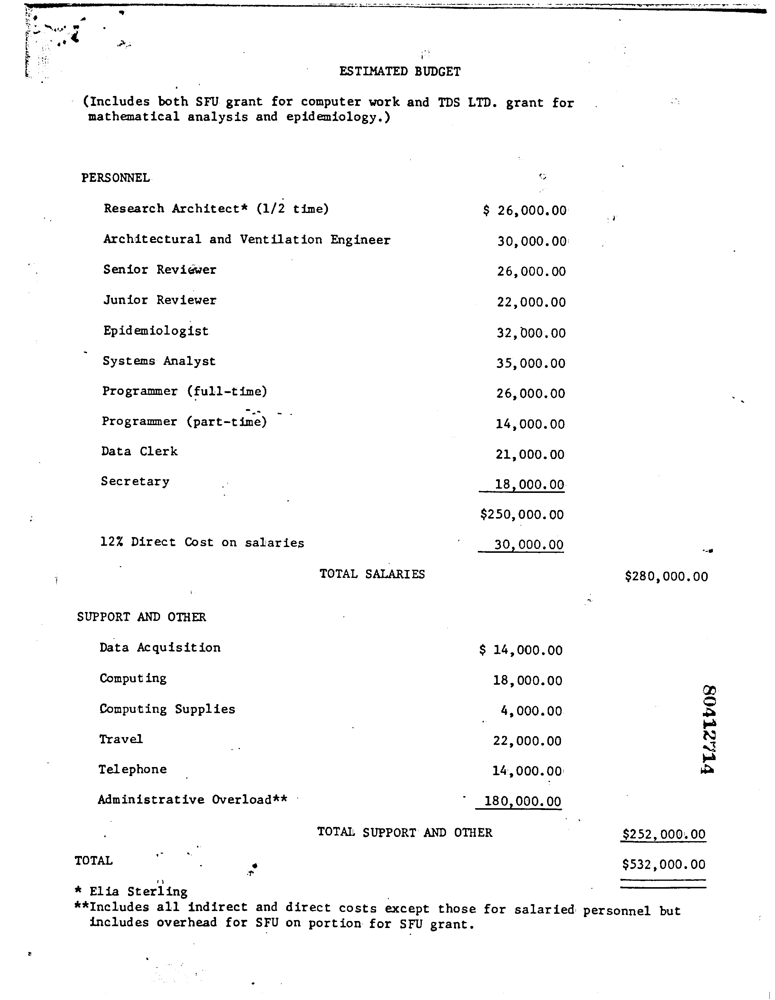 ESTIMATED BUDGET
(Includes both SFU grant for computer work and TDS LTD. grant for
mathematical analysis and epidemiology.)
PERSONNEL
Research Architect* (1/2 time) $ 26,000.00
Architectural and Ventilation Engineer 30,000.00
Senior Reviewer 26,000.00
Junior Reviewer 22,000.00
Epidemiologist 32,000.00
Systems Analyst 35,000.00
Programmer (full-time) 26,000.00
Programmer (part-time) 14,000.00
Data Clerk 21,000.00
Secretary 18,000.00
$250,000.00
12% Direct Cost on salaries 30,000.00
TOTAL SALARIES $280,000.00
SUPPORT AND OTHER
Data Acquisition $ 14,000.00
Computing 18,000.00
Computing Supplies 4,000.00
Travel 22,000.00
Telephone 14,000.00
Administrative Overload** 180,000.00
TOTAL SUPPORT AND OTHER $252,000.00
TOTAL $532,000.00
* Elia Sterling
**Includes all indirect and direct costs except those for salaried personnel but
includes overhead for SFU on portion for SFU grant.
80412714